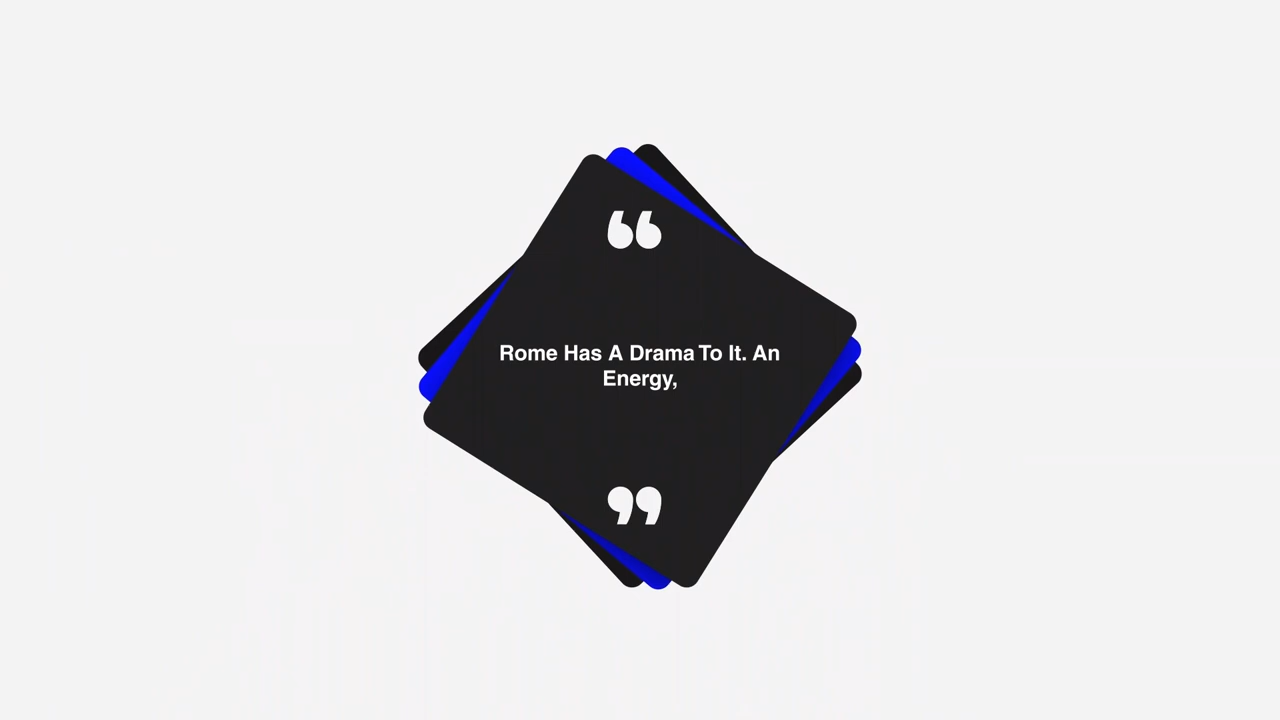 “
Rome Has A Drama To It. An
Energy,
”